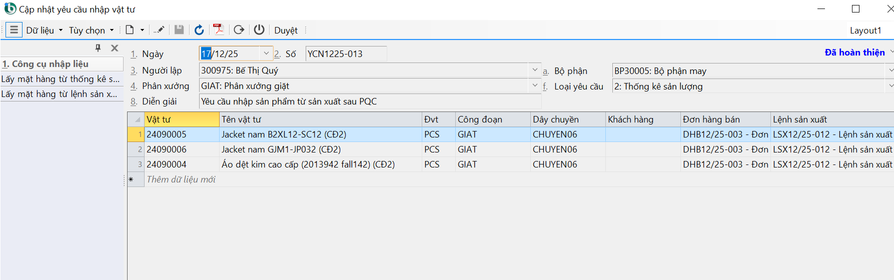 Cập nhật yêu cầu nhập vật tư
Dữ liệu Tùy chọn Duyệt Layout1
1. Công cụ nhập liệu
Lấy mặt hàng từ thống kê s...
Lấy mặt hàng từ lệnh sản x...
1. Ngày 17/12/25 2. Số YCN1225-013 Đã hoàn thiện
3. Người lập 300975: Bế Thị Quý a. Bộ phận BP30005: Bộ phận may
4. Phân xưởng GIAT: Phân xưởng giặt f. Loại yêu cầu 2: Thống kê sản lượng
8. Diễn giải Yêu cầu nhập sản phẩm từ sản xuất sau PQC
Vật tư Tên vật tư Đvt Công đoạn Dây chuyền Khách hàng Đơn hàng bán Lệnh sản xuất
1 24090005 Jacket nam B2XL12-SC12 (CĐ2) PCS GIAT CHUYEN06 DHB12/25-003 - Đơn LSX12/25-012 - Lệnh sản xuất
2 24090006 Jacket nam GJM1-JP032 (CĐ2) PCS GIAT CHUYEN06 DHB12/25-003 - Đơn LSX12/25-012 - Lệnh sản xuất
3 24090004 Áo dệt kim cao cấp (2013942 fall142) (CĐ2) PCS GIAT CHUYEN06 DHB12/25-003 - Đơn LSX12/25-012 - Lệnh sản xuất
Thêm dữ liệu mới